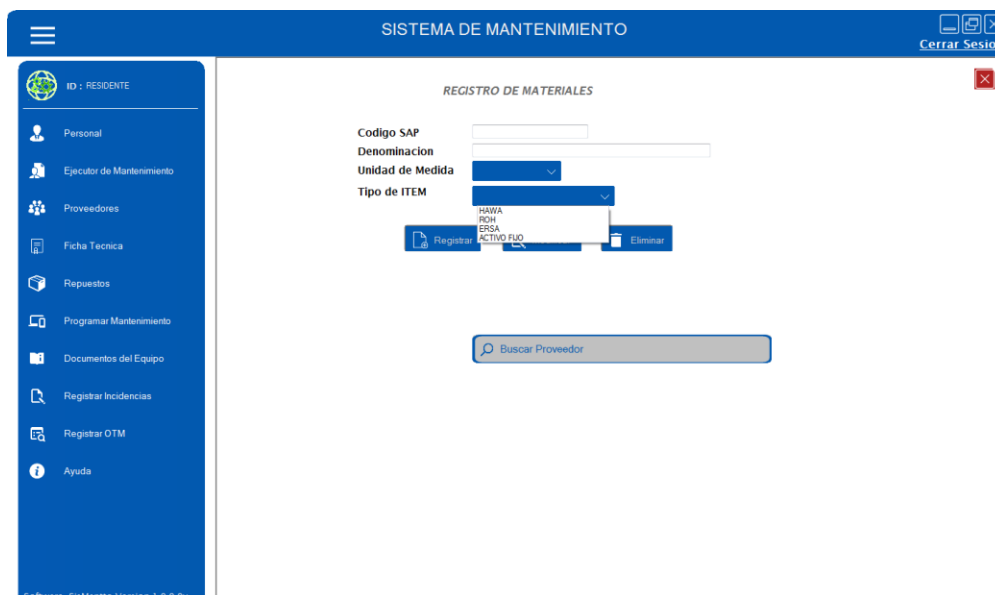 SISTEMA DE MANTENIMIENTO
Cerrar Sesio
ID : RESIDENTE
Personal
Ejecutor de Mantenimiento
Proveedores
Ficha Tecnica
Repuestos
Programar Mantenimiento
Documentos del Equipo
Registrar Incidencias
Registrar OTM
Ayuda
REGISTRO DE MATERIALES
Codigo SAP
Denominacion
Unidad de Medida
Tipo de ITEM
HAWA
ROH
ERSA
ACTIVO FIJO
Registrar
Eliminar
Buscar Proveedor